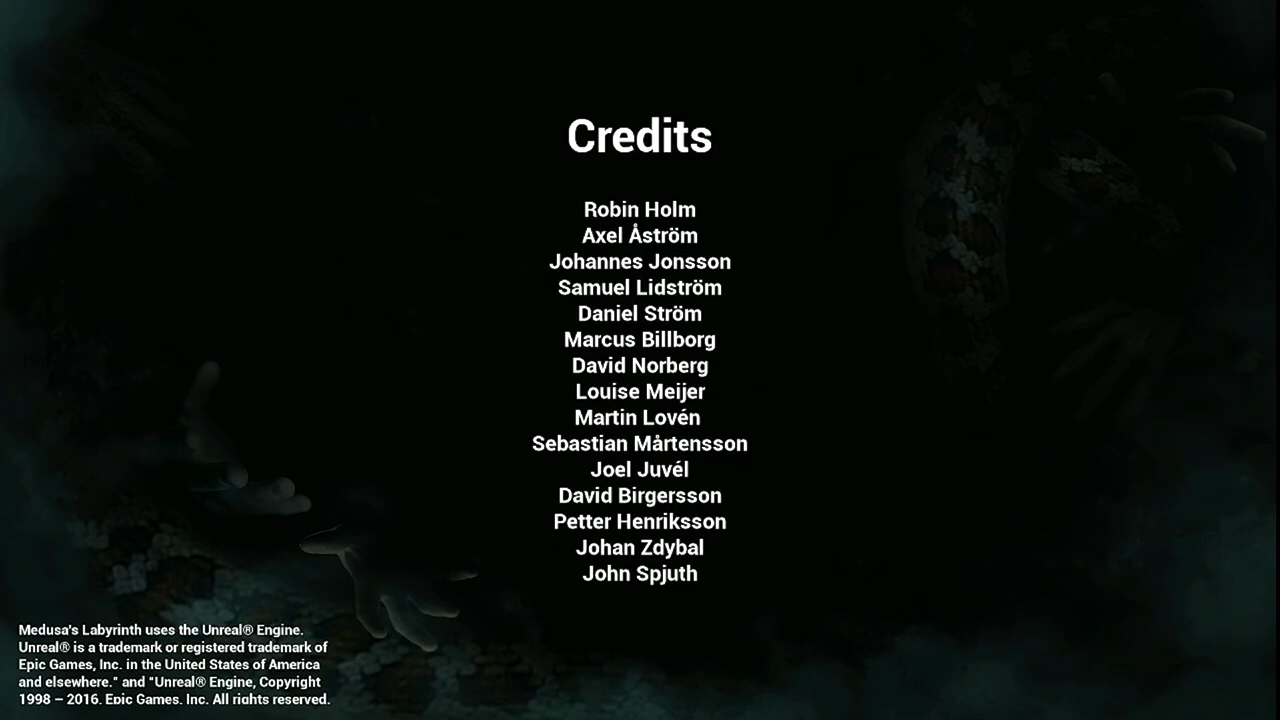 Credits
Robin Holm
Axel Åström
Johannes Jonsson
Samuel Lidström
Daniel Ström
Marcus Billborg
David Norberg
Louise Meijer
Martin Lovén
Sebastian Mårtensson
Joel Juvél
David Birgersson
Petter Henriksson
Johan Zdybal
John Spjuth
Medusa's Labyrinth uses the Unreal® Engine.
Unreal® is a trademark or registered trademark of
Epic Games, Inc. in the United States of America
and elsewhere." and "Unreal® Engine, Copyright
1998 – 2016, Epic Games, Inc. All rights reserved.